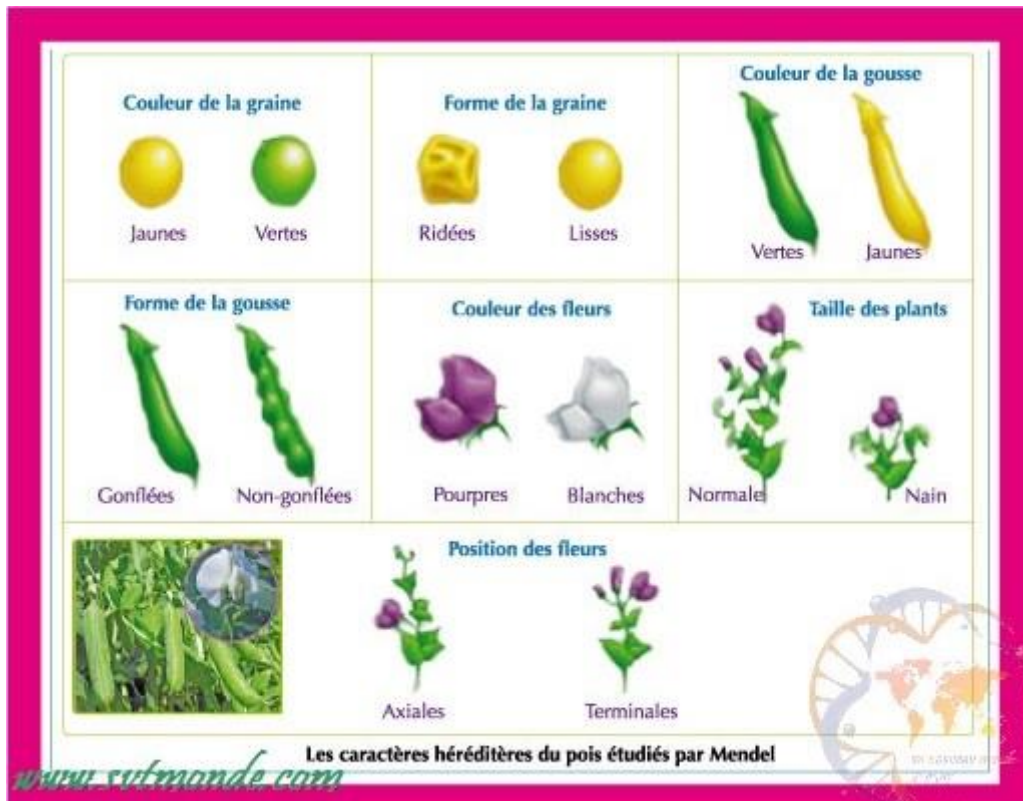 Couleur de la graine
Jaunes Vertes
Forme de la graine
Ridées Lisses
Couleur de la gousse
Vertes Jaunes
Forme de la gousse
Gonflées Non-gonflées
Couleur des fleurs
Pourpres Blanches
Taille des plants
Normale Nain
Position des fleurs
Axiales Terminales
Les caractères héréditères du pois étudiés par Mendel
www.svtmonde.com